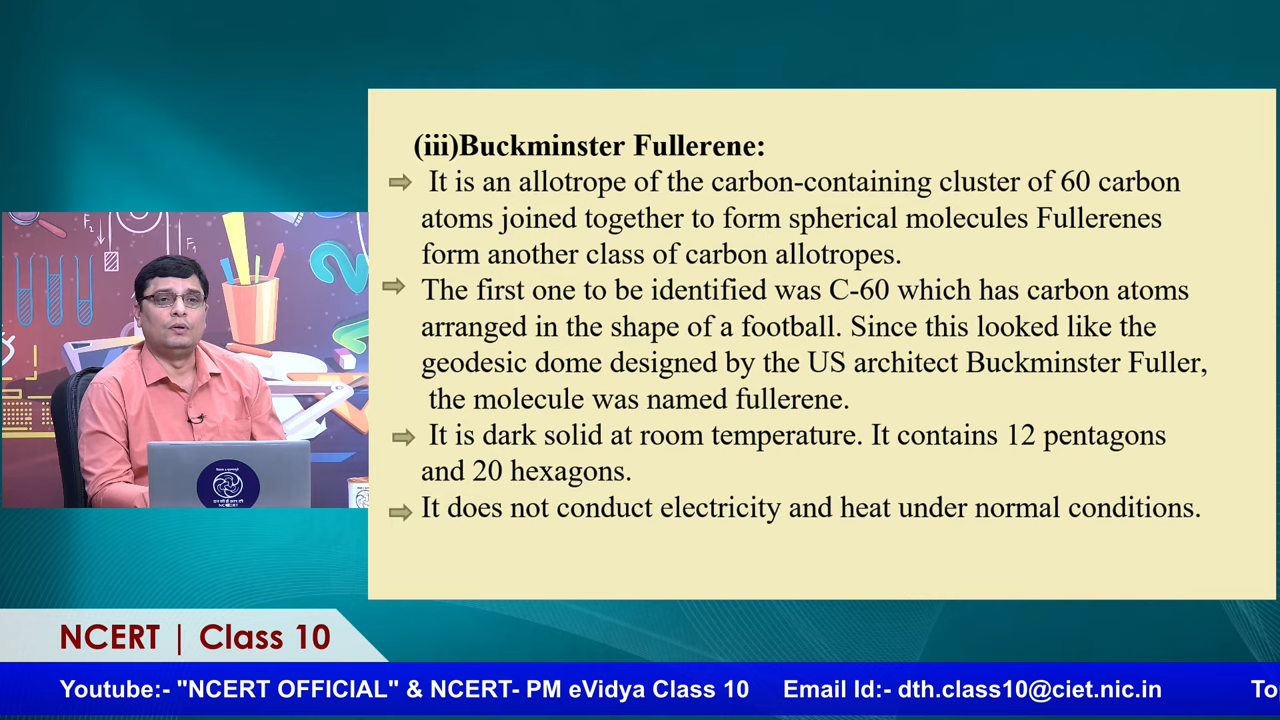 (iii)Buckminster Fullerene:
It is an allotrope of the carbon-containing cluster of 60 carbon
atoms joined together to form spherical molecules Fullerenes
form another class of carbon allotropes.
The first one to be identified was C-60 which has carbon atoms
arranged in the shape of a football. Since this looked like the
geodesic dome designed by the US architect Buckminster Fuller,
the molecule was named fullerene.
It is dark solid at room temperature. It contains 12 pentagons
and 20 hexagons.
It does not conduct electricity and heat under normal conditions.
F₁
NCERT
NCERT | Class 10
Youtube:- "NCERT OFFICIAL" & NCERT- PM eVidya Class 10 Email Id:- dth.class10@ciet.nic.in To